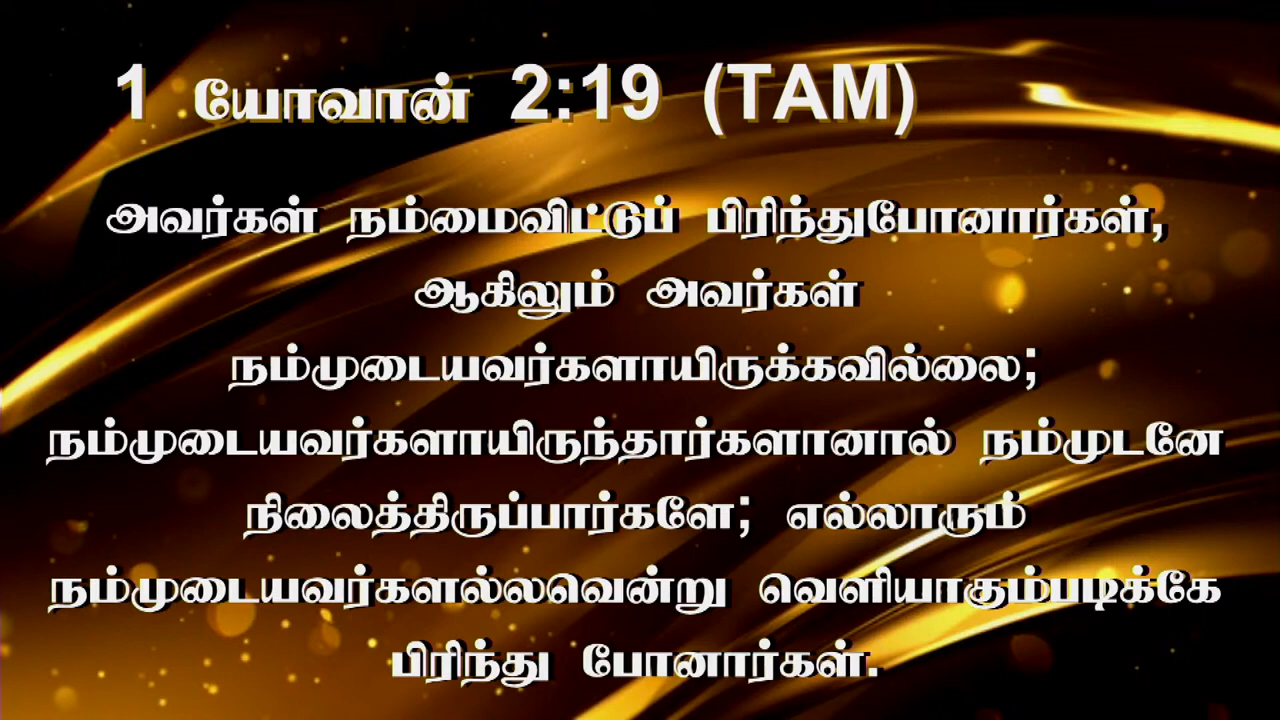 1 யோவான் 2:19 (TAM)
அவர்கள் நம்மைவிட்டுப் பிரிந்துபோனார்கள்,
ஆகிலும் அவர்கள்
நம்முடையவர்களாயிருக்கவில்லை;
நம்முடையவர்களாயிருந்தார்களானால் நம்முடனே
நிலைத்திருப்பார்களே; எல்லாரும்
நம்முடையவர்களல்லவென்று வெளியாகும்படிக்கே
பிரிந்து போனார்கள்.